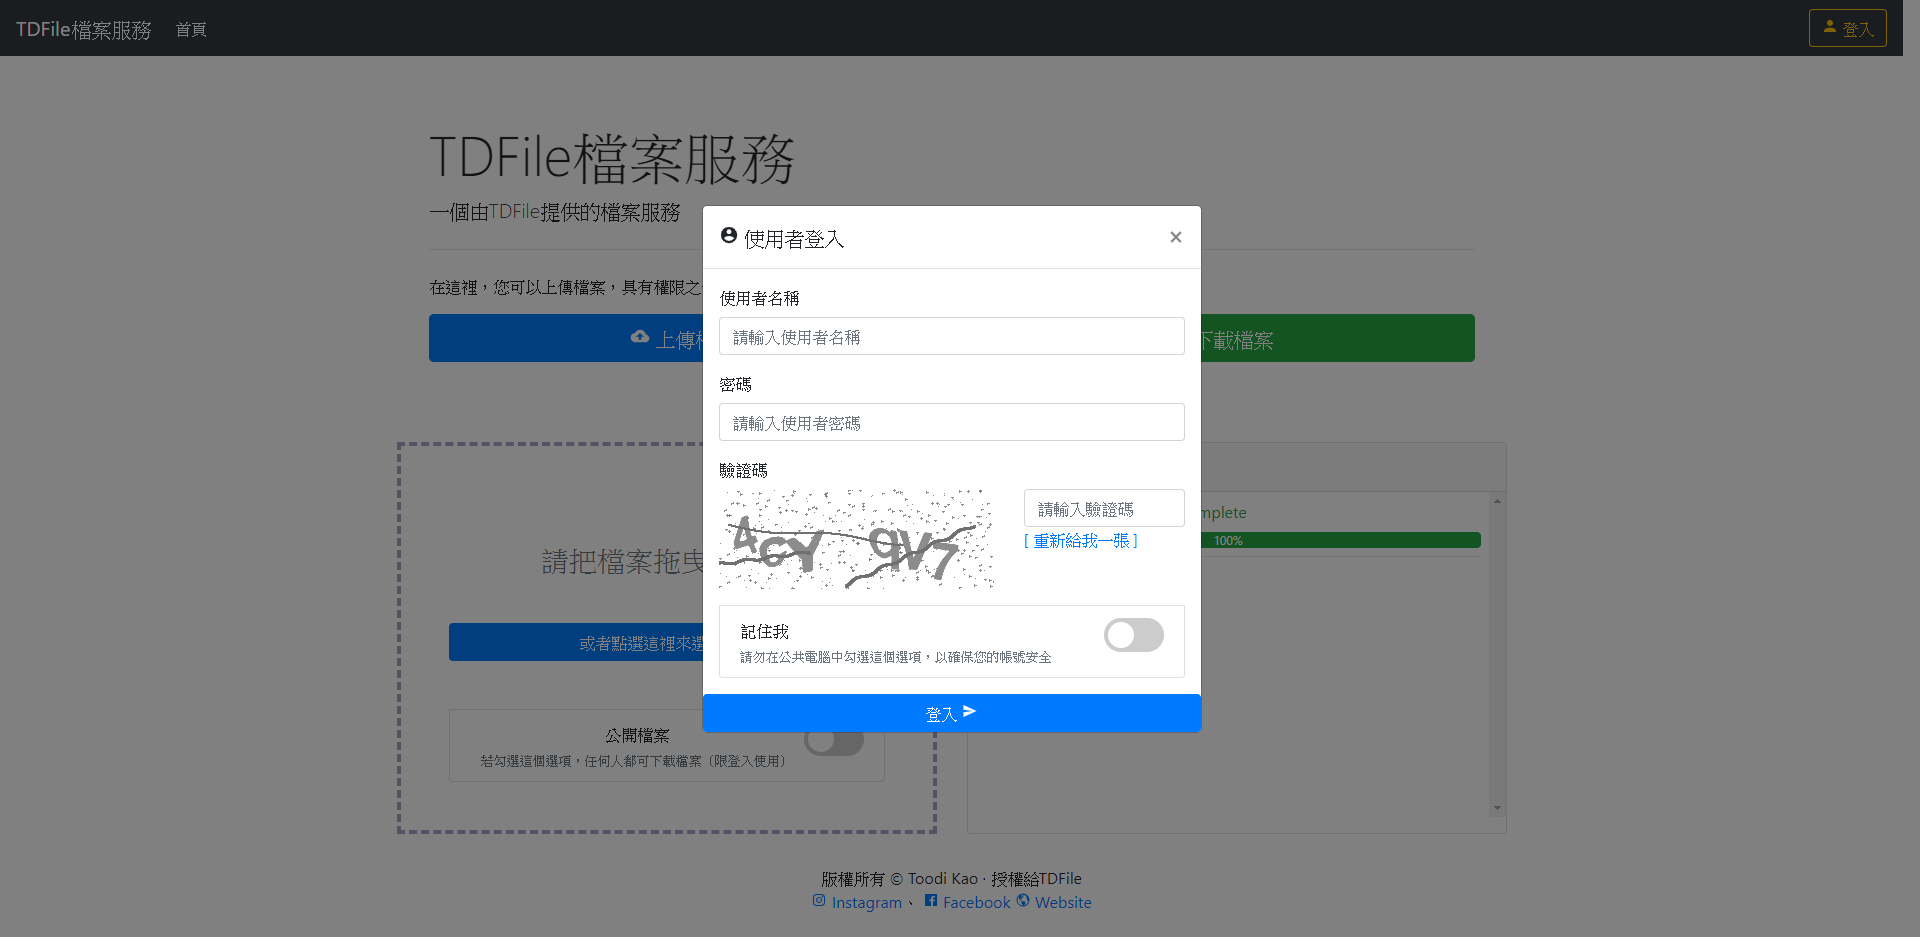 TDFile檔案服務 首頁 登入
TDFile檔案服務
一個由TDFile提供的檔案服務
在這裡，您可以上傳檔案，具有權限之
上傳
下載檔案
使用者登入 ×
使用者名稱
請輸入使用者名稱
密碼
請輸入使用者密碼
驗證碼
4GY 9V7
請輸入驗證碼
[ 重新給我一張 ]
記住我
請勿在公共電腦中勾選這個選項，以確保您的帳號安全
登入
請把檔案拖曳
或者點選這裡來選
公開檔案
若勾選這個選項，任何人都可下載檔案（限登入使用）
mplete
100%
版權所有 © Toodi Kao · 授權給TDFile
Instagram、 Facebook Website